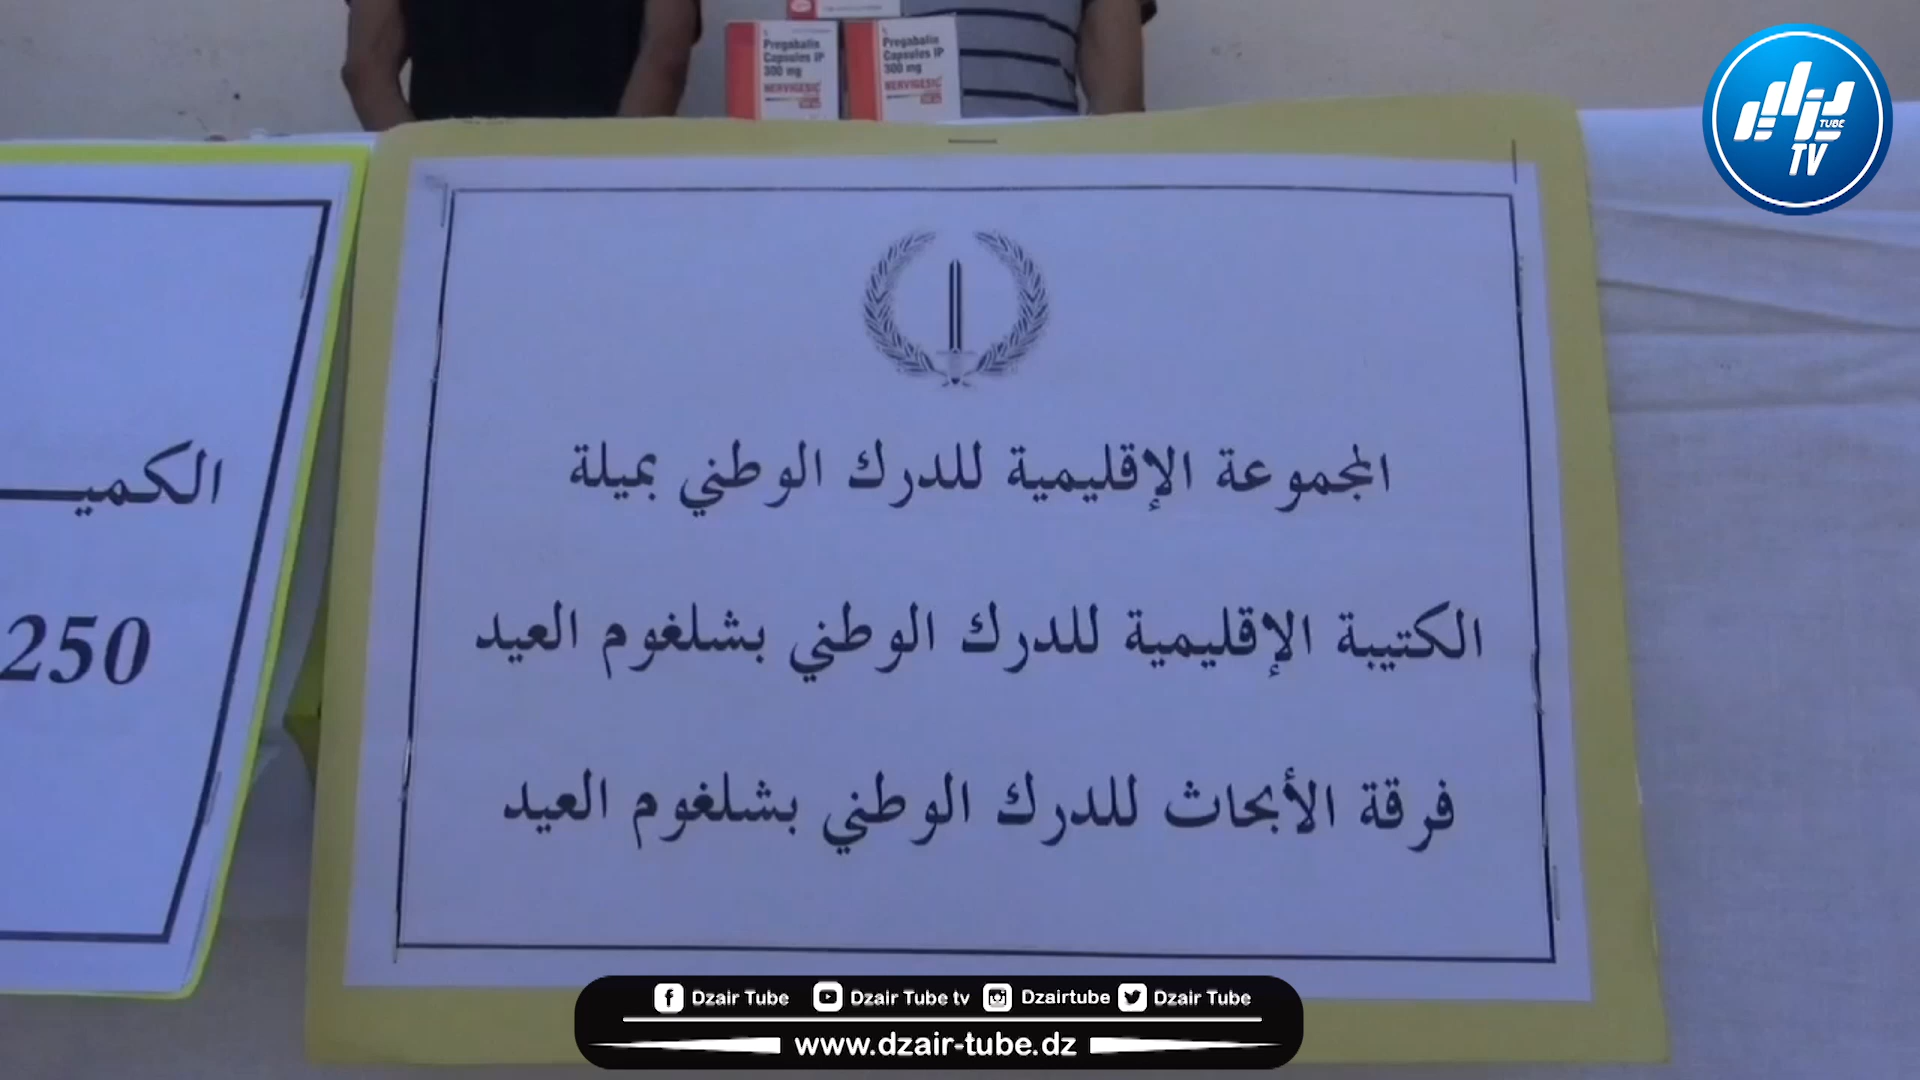 Pregabalin
Capsules IP
300 mg
NERVIGESIC
Pregabalin
Capsules IP
300 mg
NERVIGESIC
TUBE
TV
المجموعة الإقليمية للدرك الوطني بميلة
الكتيبة الإقليمية للدرك الوطني بشلغوم العيد
فرقة الأبحاث للدرك الوطني بشلغوم العيد
250
Dzair Tube Dzair Tube tv Dzairtube Dzair Tube
www.dzair-tube.dz